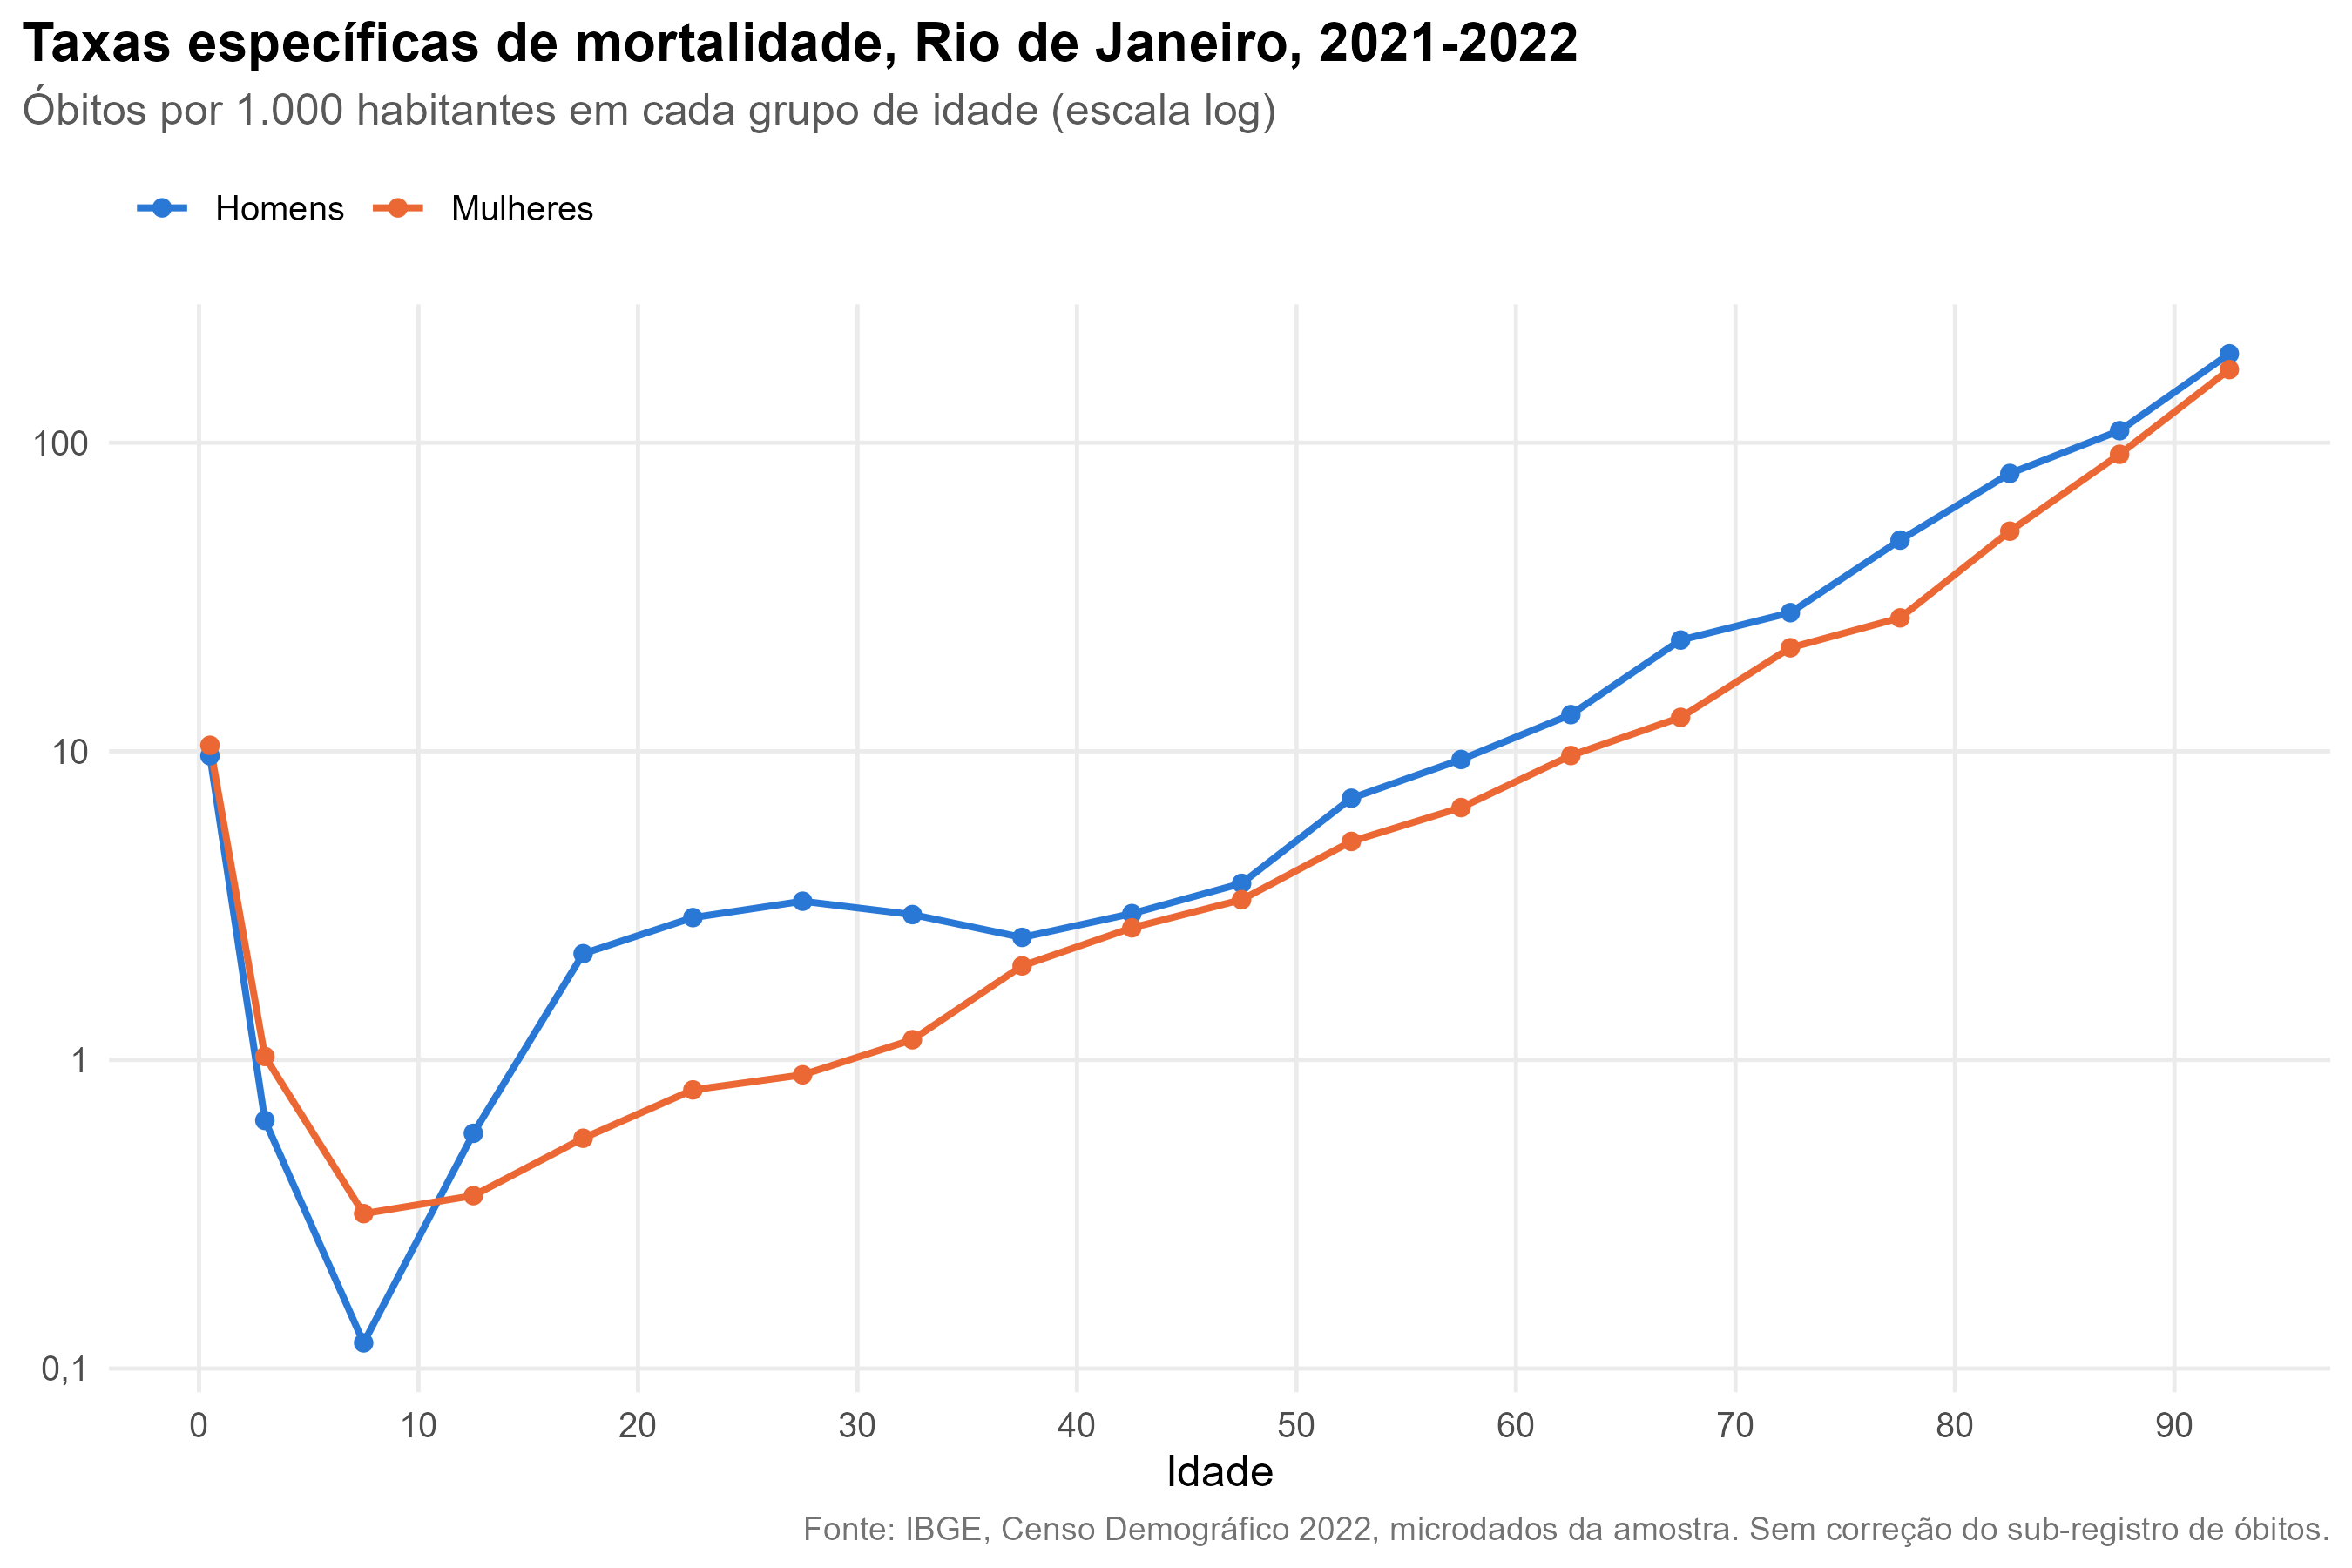 Taxas específicas de mortalidade, Rio de Janeiro, 2021-2022
Óbitos por 1.000 habitantes em cada grupo de idade (escala log)
Homens Mulheres
100
10
1
0,1
0 10 20 30 40 50 60 70 80 90
Idade
Fonte: IBGE, Censo Demográfico 2022, microdados da amostra. Sem correção do sub-registro de óbitos.